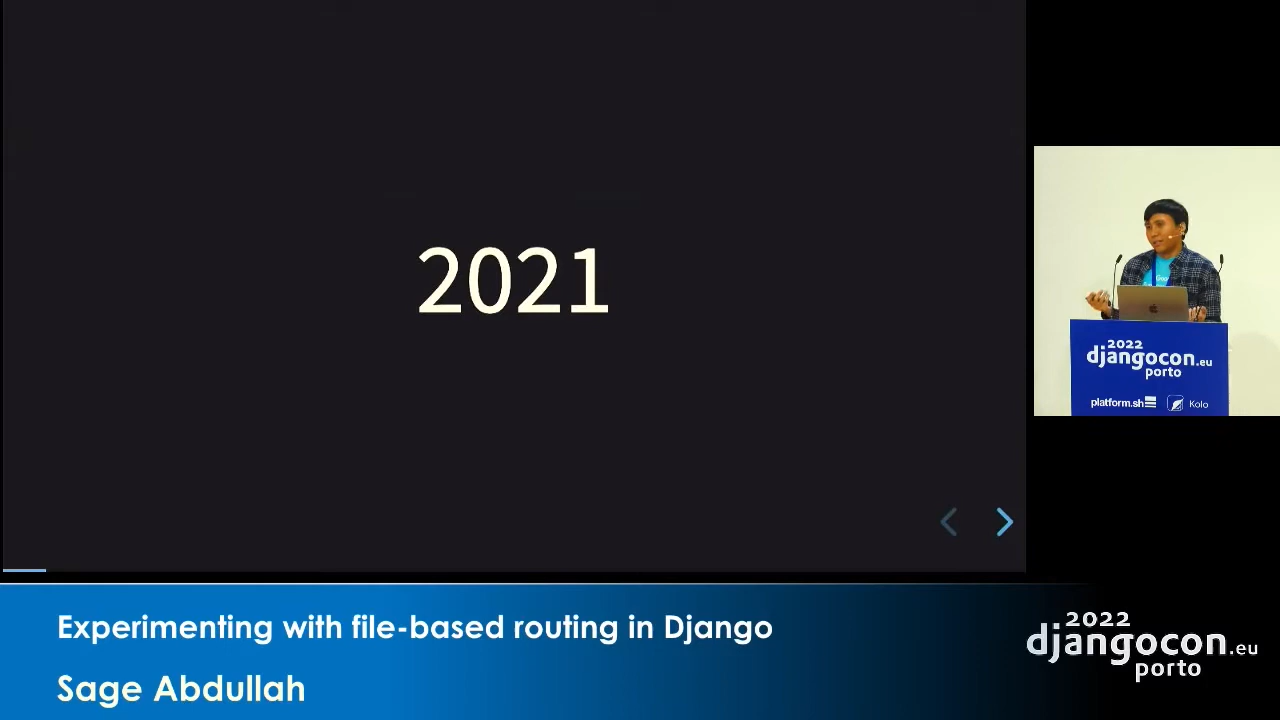 2021
2022
djangocon.eu
porto
platform.sh
Kolo
Experimenting with file-based routing in Django
Sage Abdullah
2022
djangocon.eu
porto